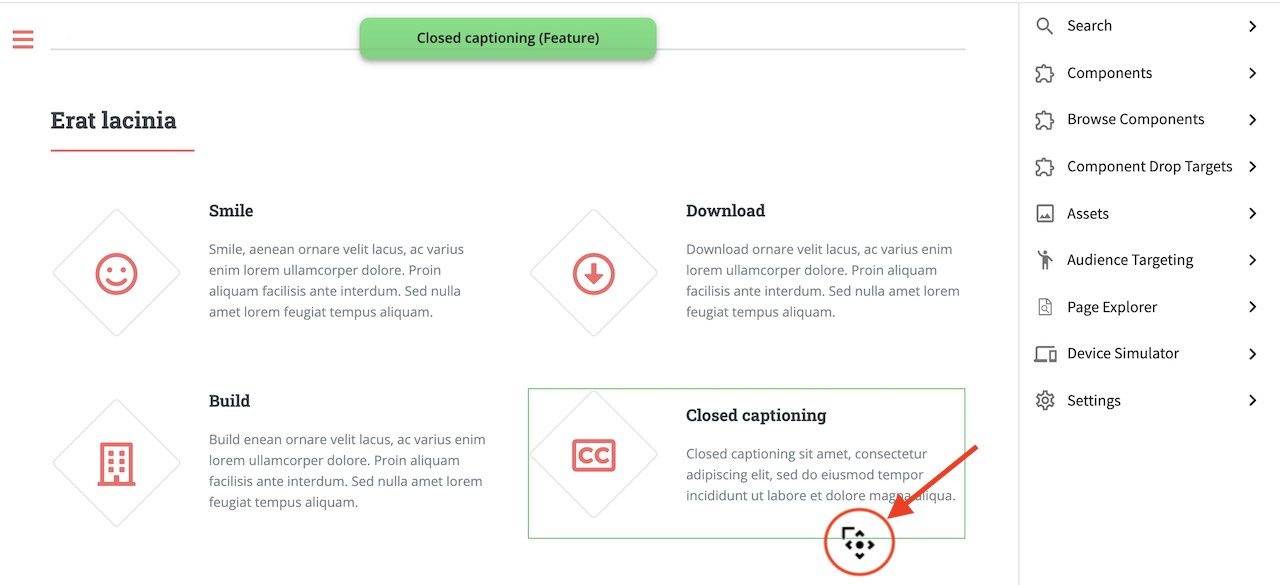 Closed captioning (Feature)
Erat lacinia
Smile
Smile, aenean ornare velit lacus, ac varius
enim lorem ullamcorper dolore. Proin
aliquam facilisis ante interdum. Sed nulla
amet lorem feugiat tempus aliquam.
Download
Download ornare velit lacus, ac varius enim
lorem ullamcorper dolore. Proin aliquam
facilisis ante interdum. Sed nulla amet lorem
feugiat tempus aliquam.
Build
Build enean ornare velit lacus, ac varius enim
lorem ullamcorper dolore. Proin aliquam
facilisis ante interdum. Sed nulla amet lorem
feugiat tempus aliquam.
CC
Closed captioning
Closed captioning sit amet, consectetur
adipiscing elit, sed do eiusmod tempor
incididunt ut labore et dolore magna aliqua.
Search
Components
Browse Components
Component Drop Targets
Assets
Audience Targeting
Page Explorer
Device Simulator
Settings